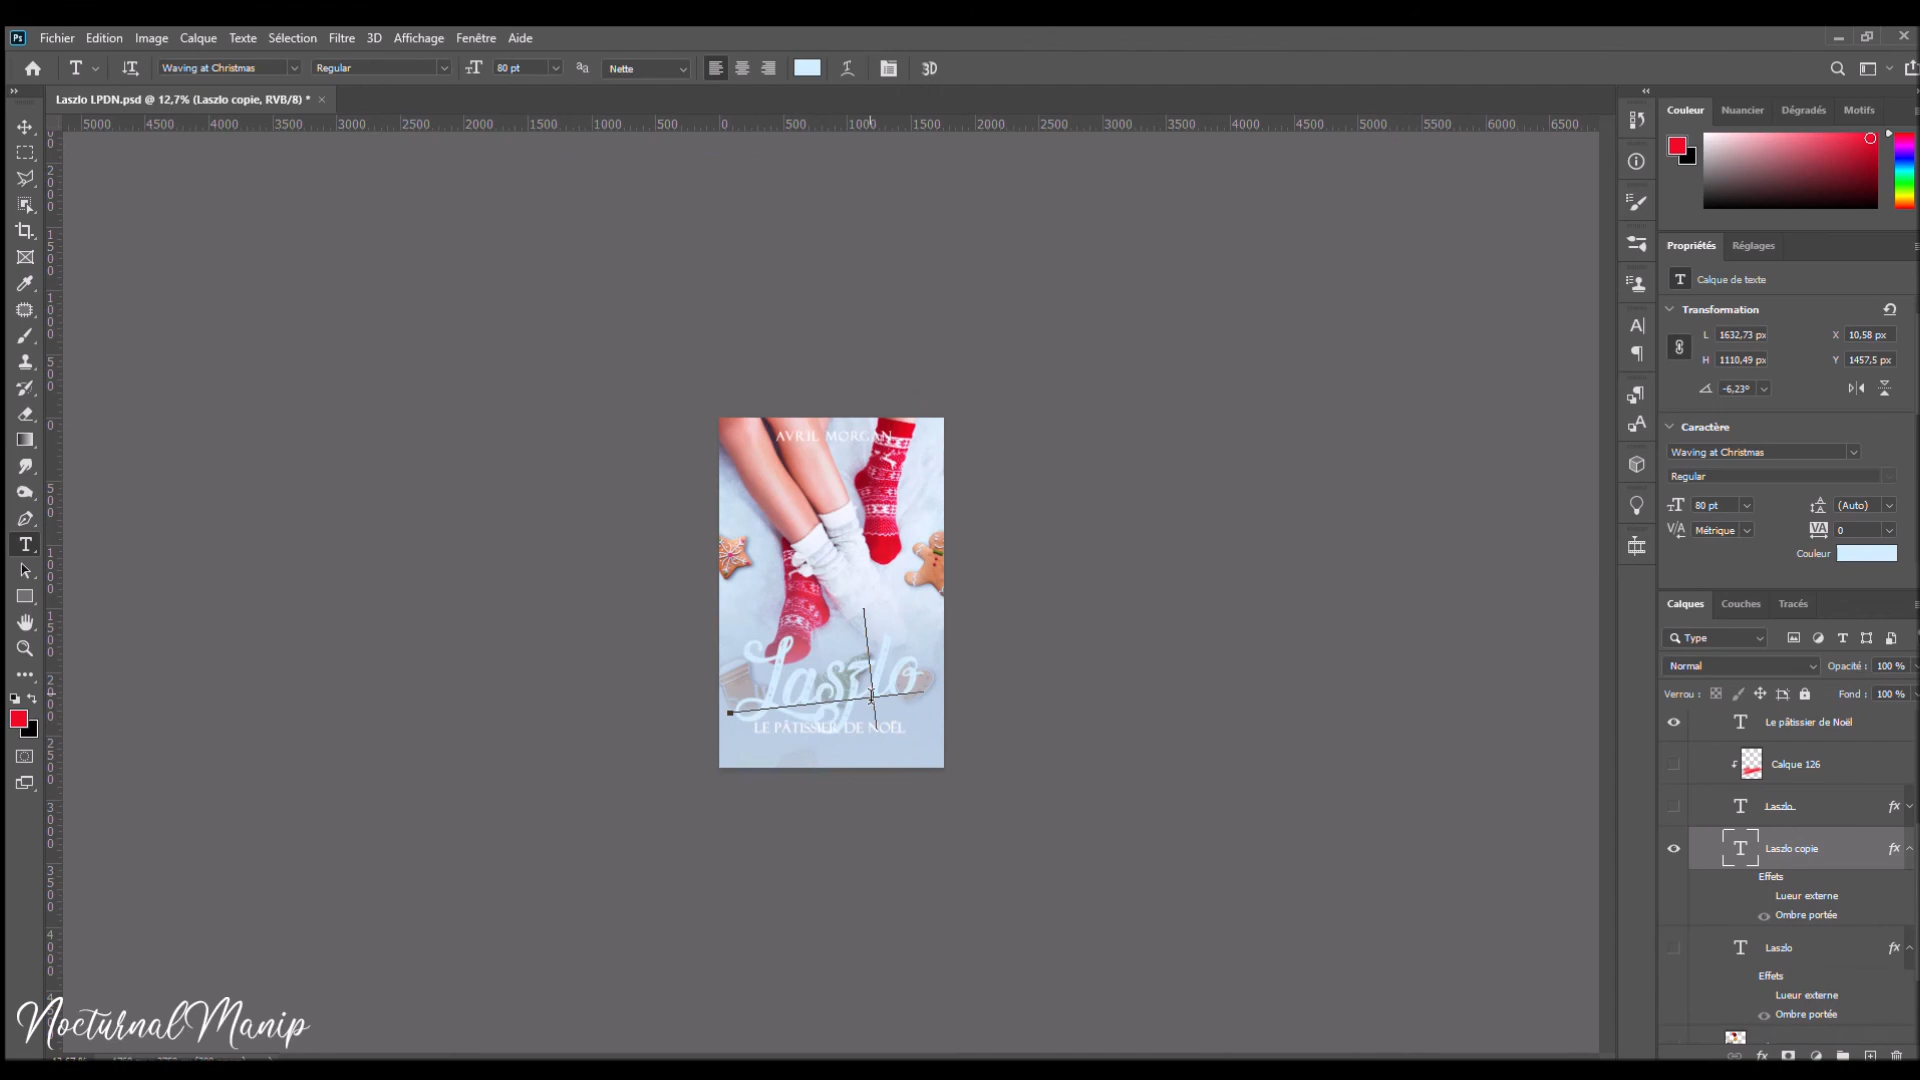 Ps Fichier Edition Image Calque Texte Sélection Filtre 3D Affichage Fenêtre Aide
T Waving at Christmas Regular 80 pt aa Nette 3D
Laszlo LPDN.psd @ 12,7% (Laszlo copie, RVB/8) *
5000 4500 4000 3500 3000 2500 2000 1500 1000 500 0 500 1000 1500 2000 2500 3000 3500 4000 4500 5000 5500 6000 6500
Couleur Nuancier Dégradés Motifs
Propriétés Réglages
T Calque de texte
Transformation
L 1632,73 px X 10,58 px
H 1110,49 px Y 1457,5 px
-6,23°
Caractère
Waving at Christmas
Regular
80 pt (Auto)
Métrique 0
Couleur
Calques Couches Tracés
Type
Normal Opacité : 100 %
Verrou : Fond : 100 %
T Le pâtissier de Noël
Calque 126
T Laszlo fx
T Laszlo copie fx
Effets
Lueur externe
Ombre portée
T Laszlo fx
Effets
Lueur externe
Ombre portée
AVRIL MORGAN
Laszlo
LE PÂTISSIER DE NOËL
NocturnalManip